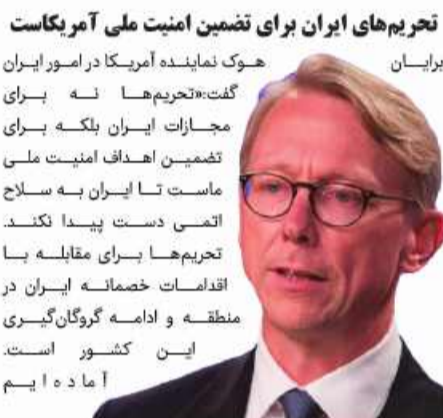 تحریم‌های ایران برای تضمین امنیت ملی آمریکاست
برایان هوک نماینده آمریکا در امور ایران
گفت:«تحریم‌ها نه برای
مجازات ایران بلکه برای
تضمین اهداف امنیت ملی
ماست تا ایران به سلاح
اتمی دست پیدا نکند.
تحریم‌ها برای مقابله با
اقدامات خصمانه ایران در
منطقه و ادامه گروگان‌گیری
این کشور است.
آماده‌ایم